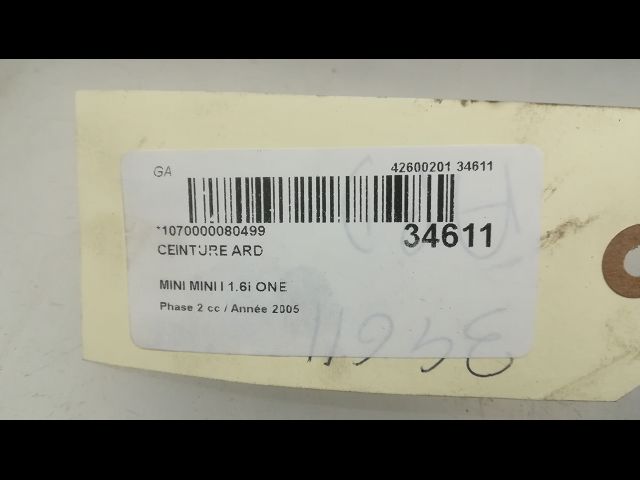 GA 42600201 34611
*1070000080499 34611
CEINTURE ARD
MINI MINI I 1.6i ONE
Phase 2 cc / Année 2005
34611